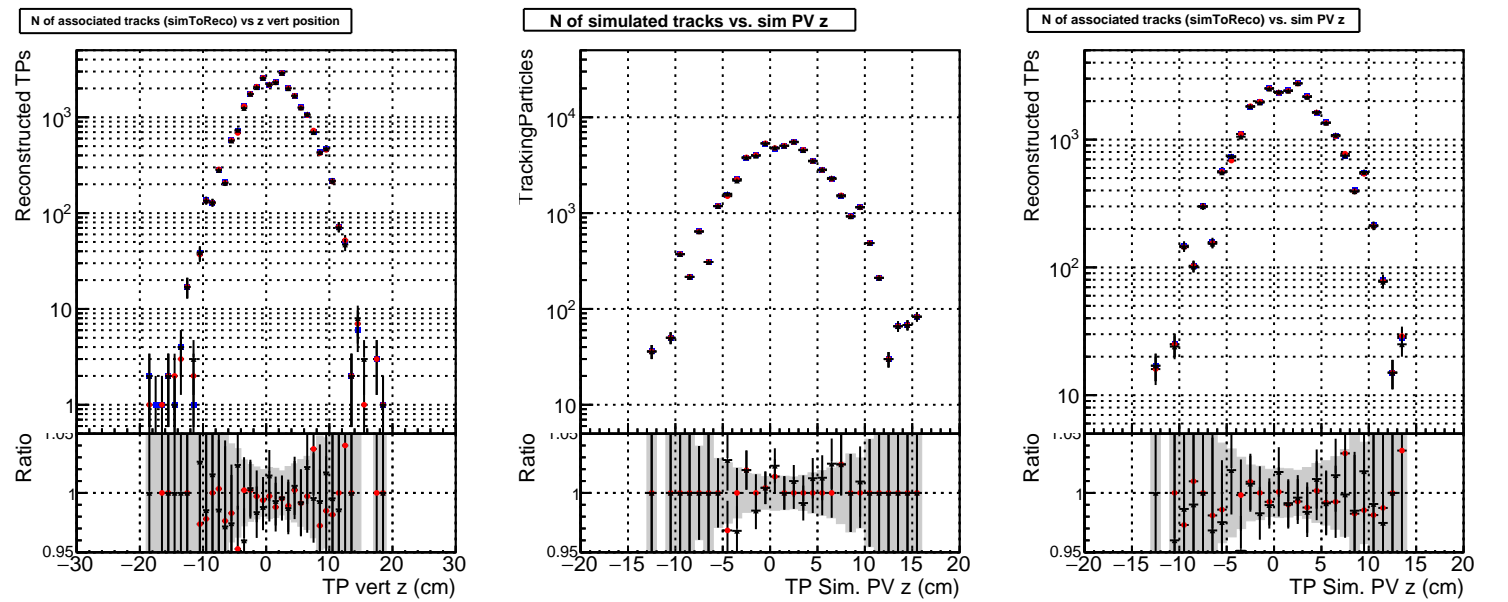 N of associated tracks (simToReco) vs z vert position
Reconstructed TPs
10³
10²
10
1
Ratio
1.05
1
0.95
−30 −20 −10 0 10 20 30
TP vert z (cm)
N of simulated tracks vs. sim PV z
TrackingParticles
10⁴
10³
10²
10
Ratio
1.05
1
0.95
−20 −15 −10 −5 0 5 10 15 20
TP Sim. PV z (cm)
N of associated tracks (simToReco) vs. sim PV z
Reconstructed TPs
10³
10²
10
Ratio
1.05
1
0.95
−20 −15 −10 −5 0 5 10 15 20
TP Sim. PV z (cm)